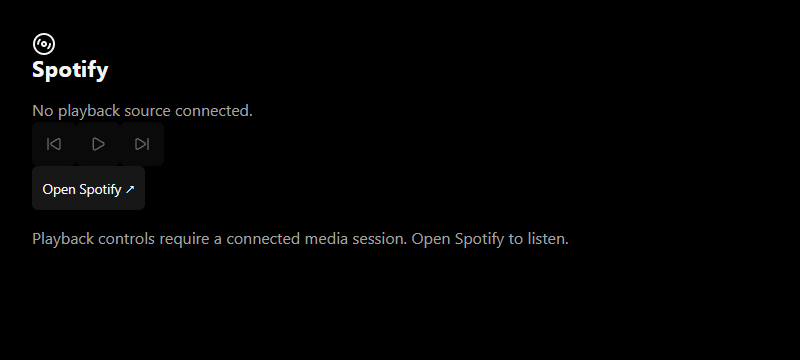 Spotify
No playback source connected.
Open Spotify ↗
Playback controls require a connected media session. Open Spotify to listen.